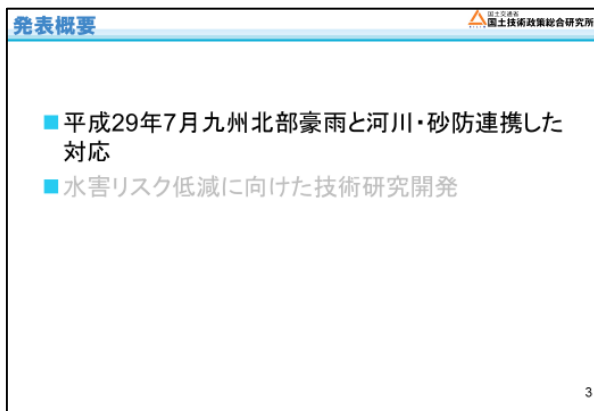 発表概要
国土交通省
国土技術政策総合研究所
■平成29年7月九州北部豪雨と河川・砂防連携した
対応
■水害リスク低減に向けた技術研究開発
3